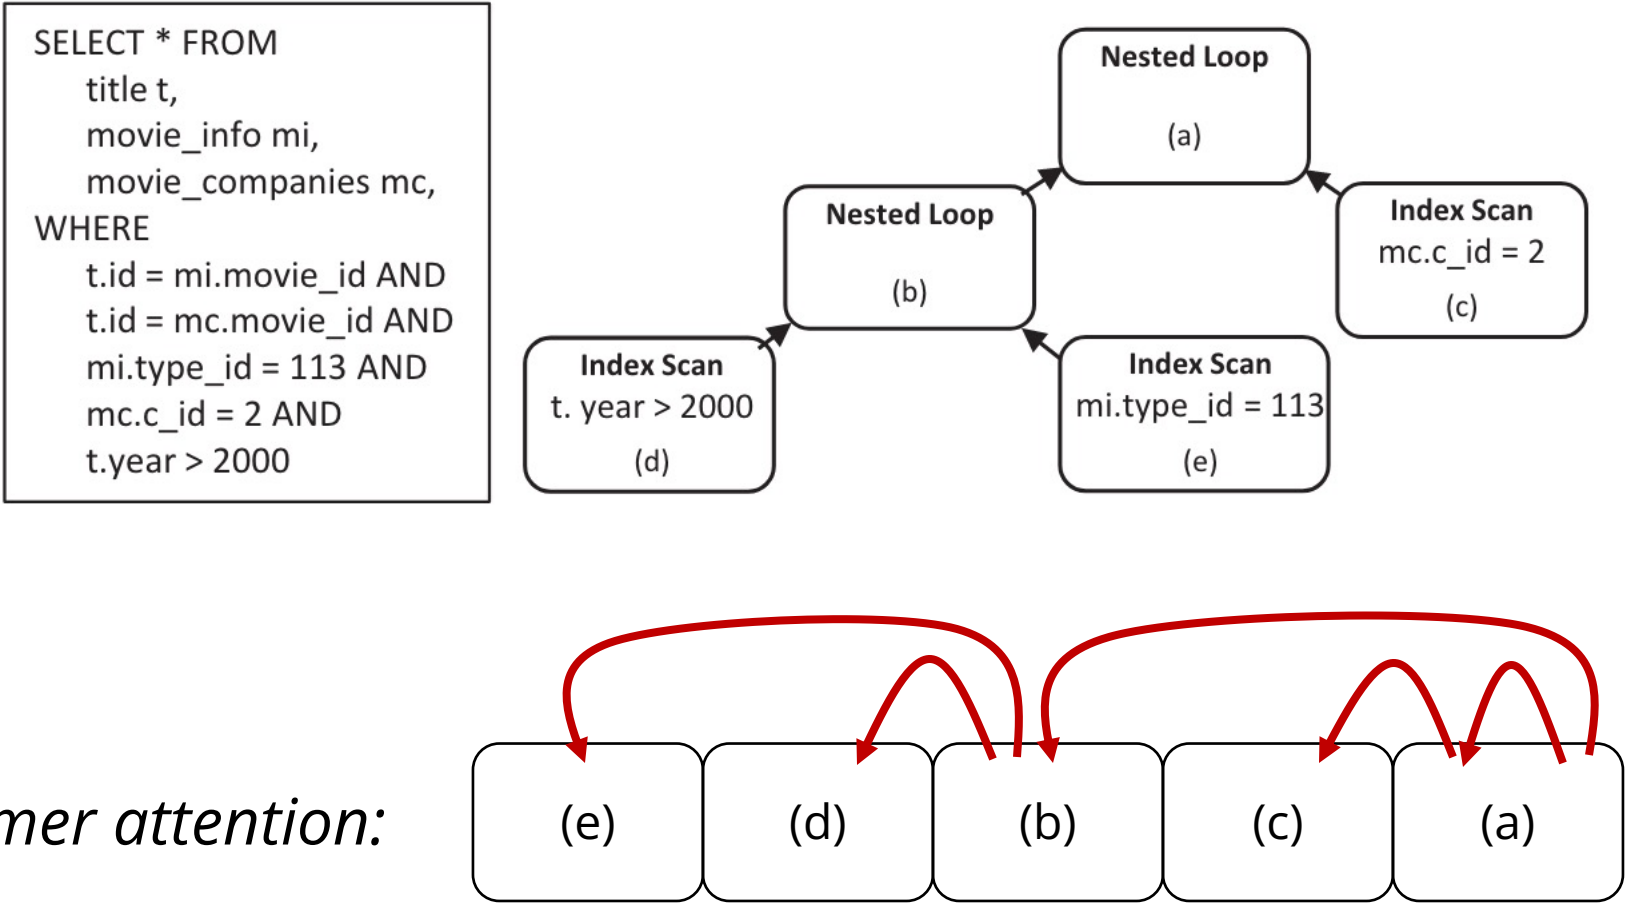 SELECT * FROM
title t,
movie_info mi,
movie_companies mc,
WHERE
t.id = mi.movie_id AND
t.id = mc.movie_id AND
mi.type_id = 113 AND
mc.c_id = 2 AND
t.year > 2000
Nested Loop
(a)
Nested Loop
(b)
Index Scan
mc.c_id = 2
(c)
Index Scan
t. year > 2000
(d)
Index Scan
mi.type_id = 113
(e)
mer attention:
(e)
(d)
(b)
(c)
(a)